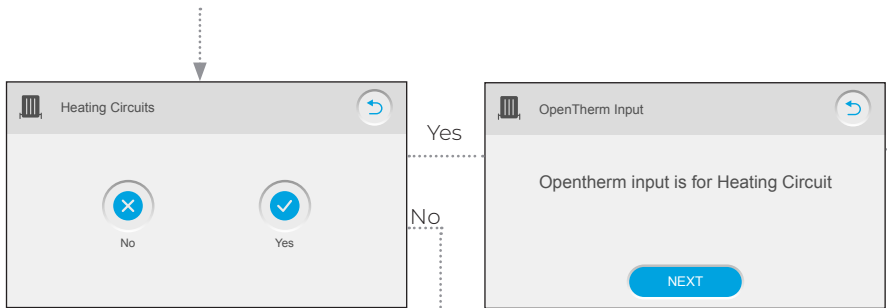 Heating Circuits
No
Yes
Yes
No
OpenTherm Input
Opentherm input is for Heating Circuit
NEXT